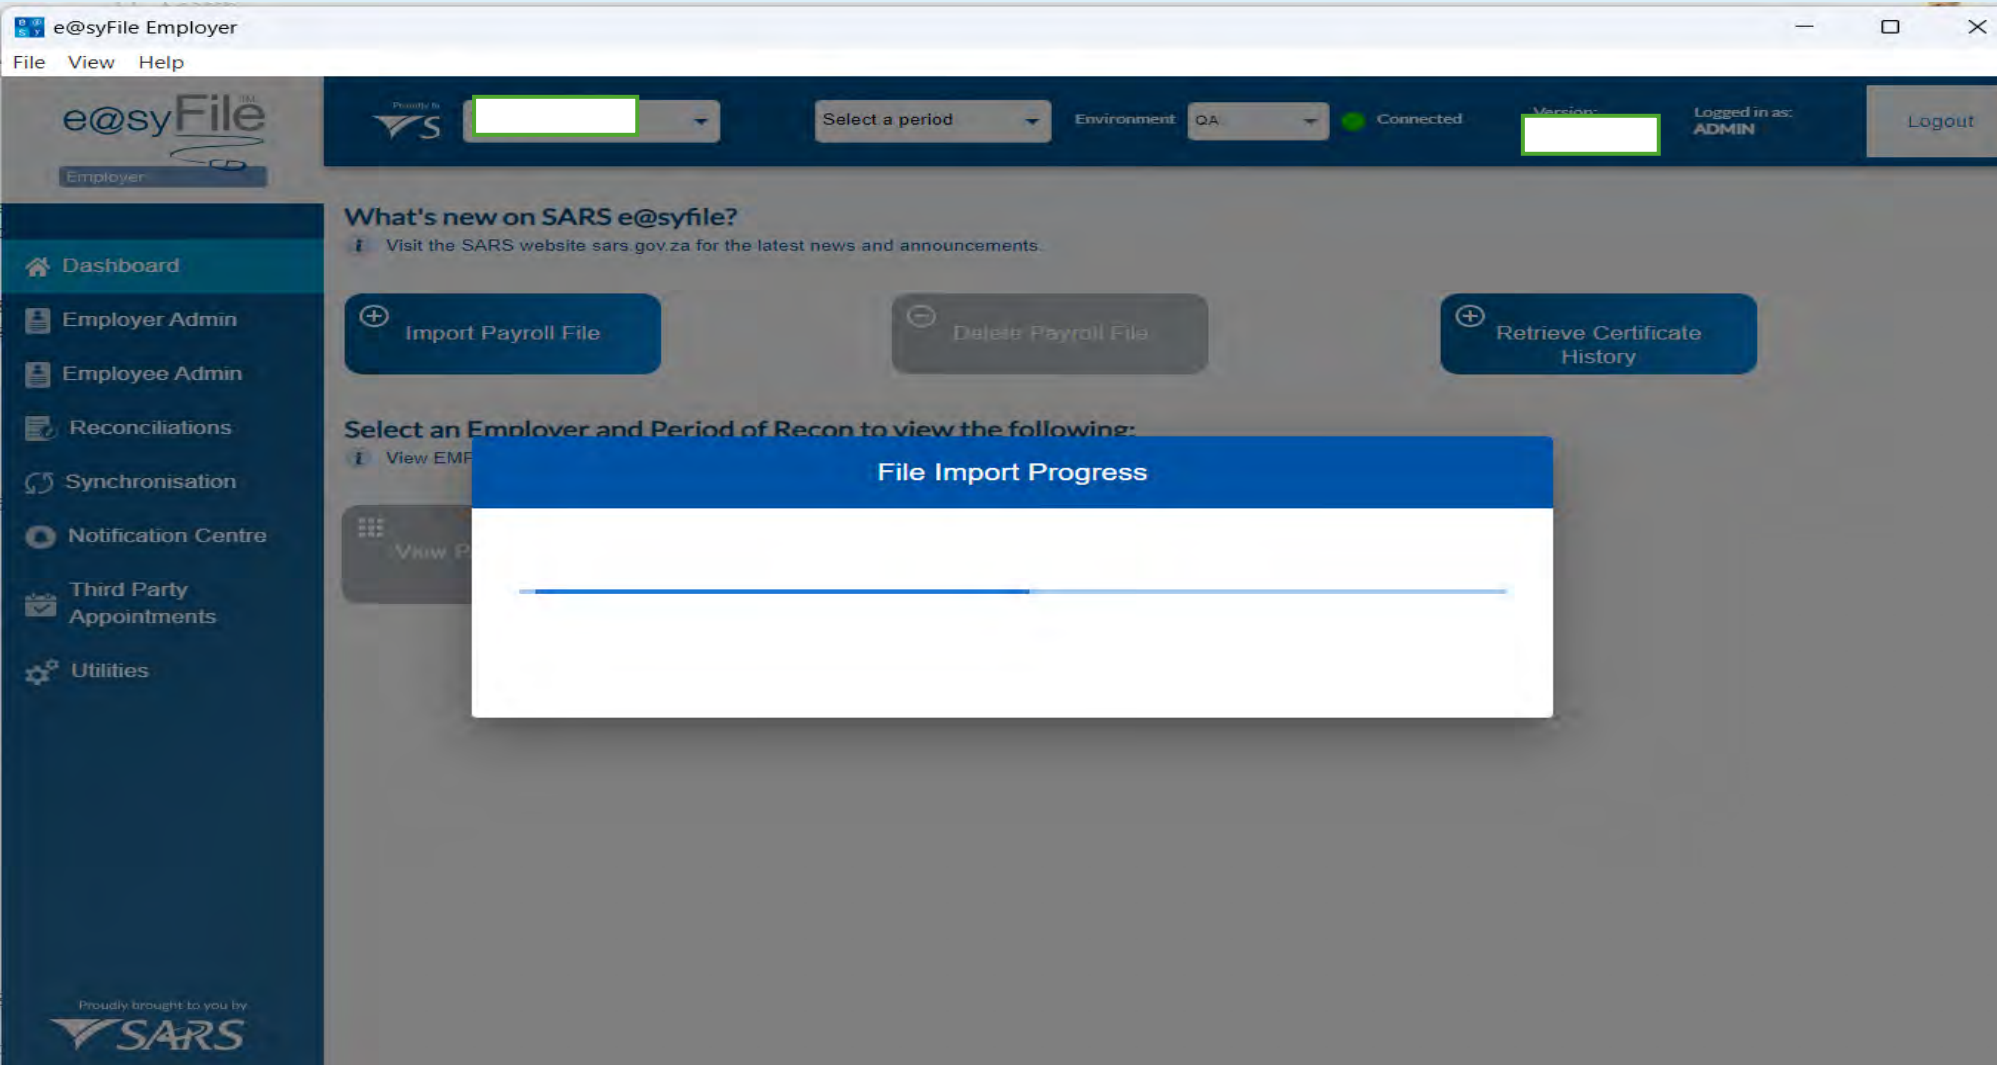 e@syFile Employer
File View Help
e@syFile
Employer
Select a period
Environment
QA
Connected
Version:
Logged in as:
ADMIN
Logout
Dashboard
Employer Admin
Employee Admin
Reconciliations
Synchronisation
Notification Centre
Third Party
Appointments
Utilities
Proudly brought to you by
SARS
What's new on SARS e@syfile?
Visit the SARS website sars.gov.za for the latest news and announcements.
Import Payroll File
Delete Payroll File
Retrieve Certificate
History
Select an Employer and Period of Recon to view the following:
View
View
File Import Progress